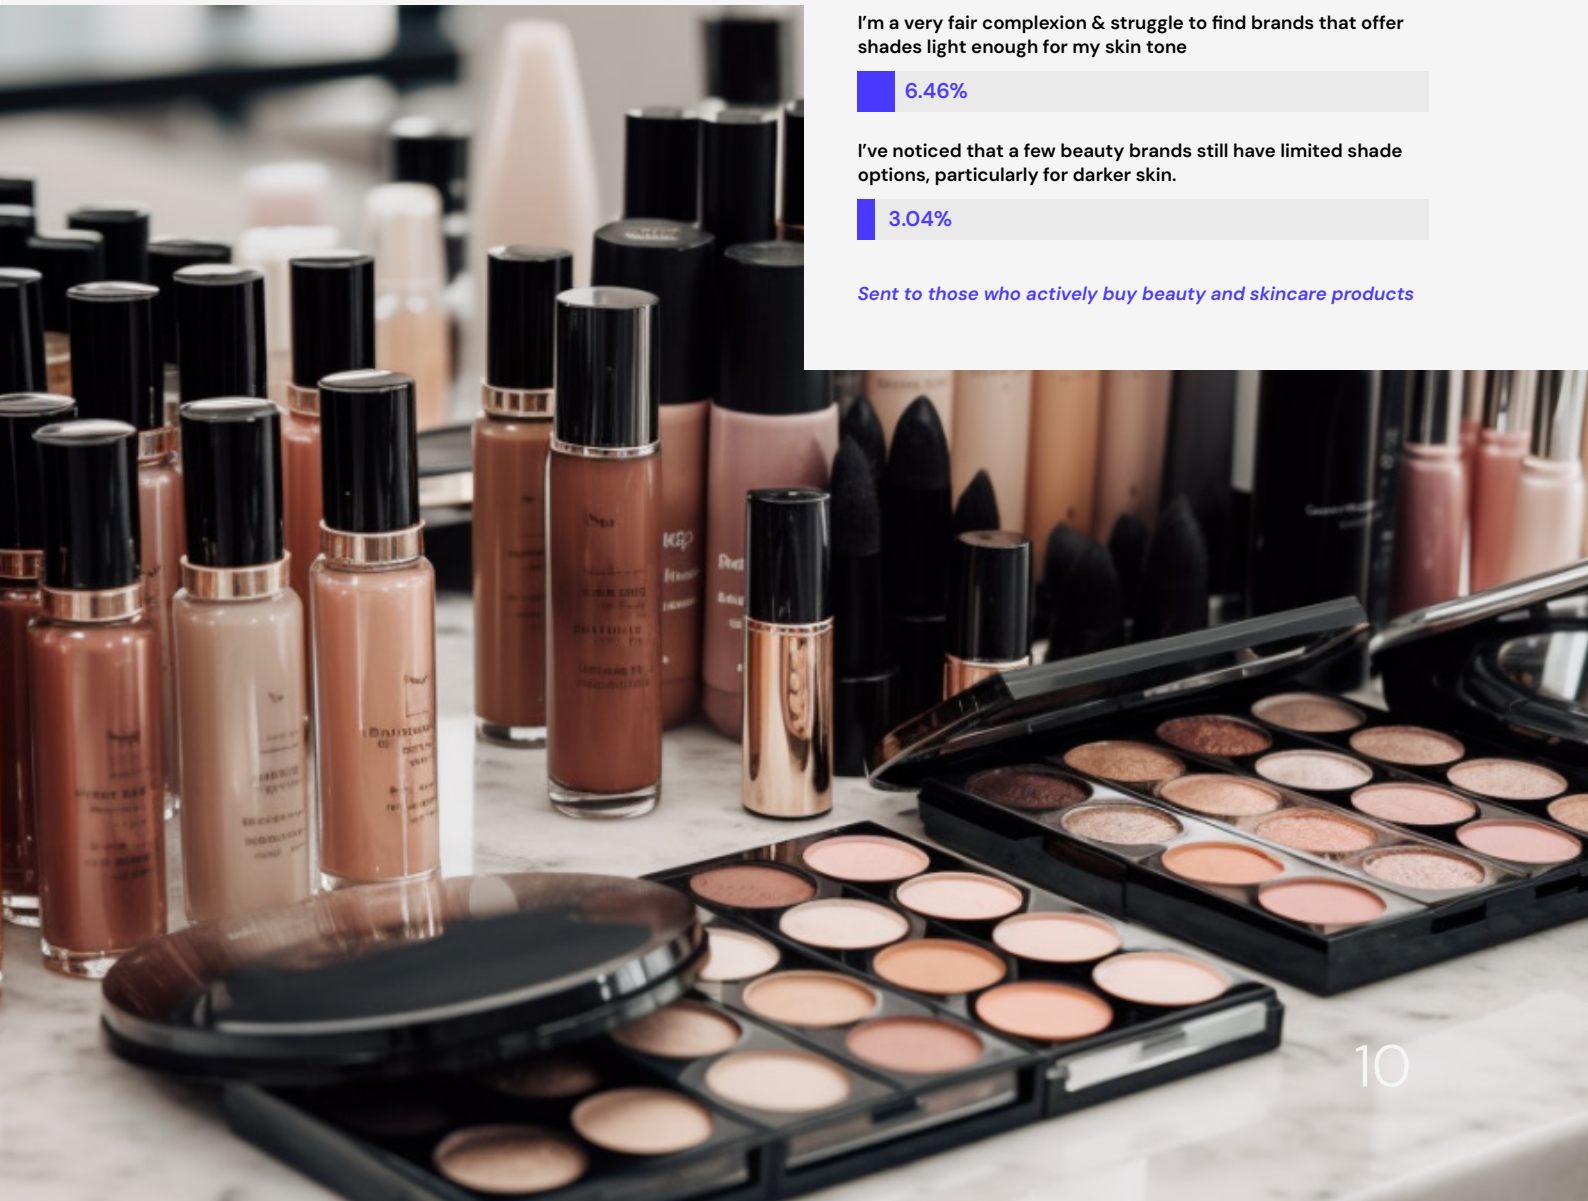 I’m a very fair complexion & struggle to find brands that offer
shades light enough for my skin tone
6.46%
I’ve noticed that a few beauty brands still have limited shade
options, particularly for darker skin.
3.04%
Sent to those who actively buy beauty and skincare products
10